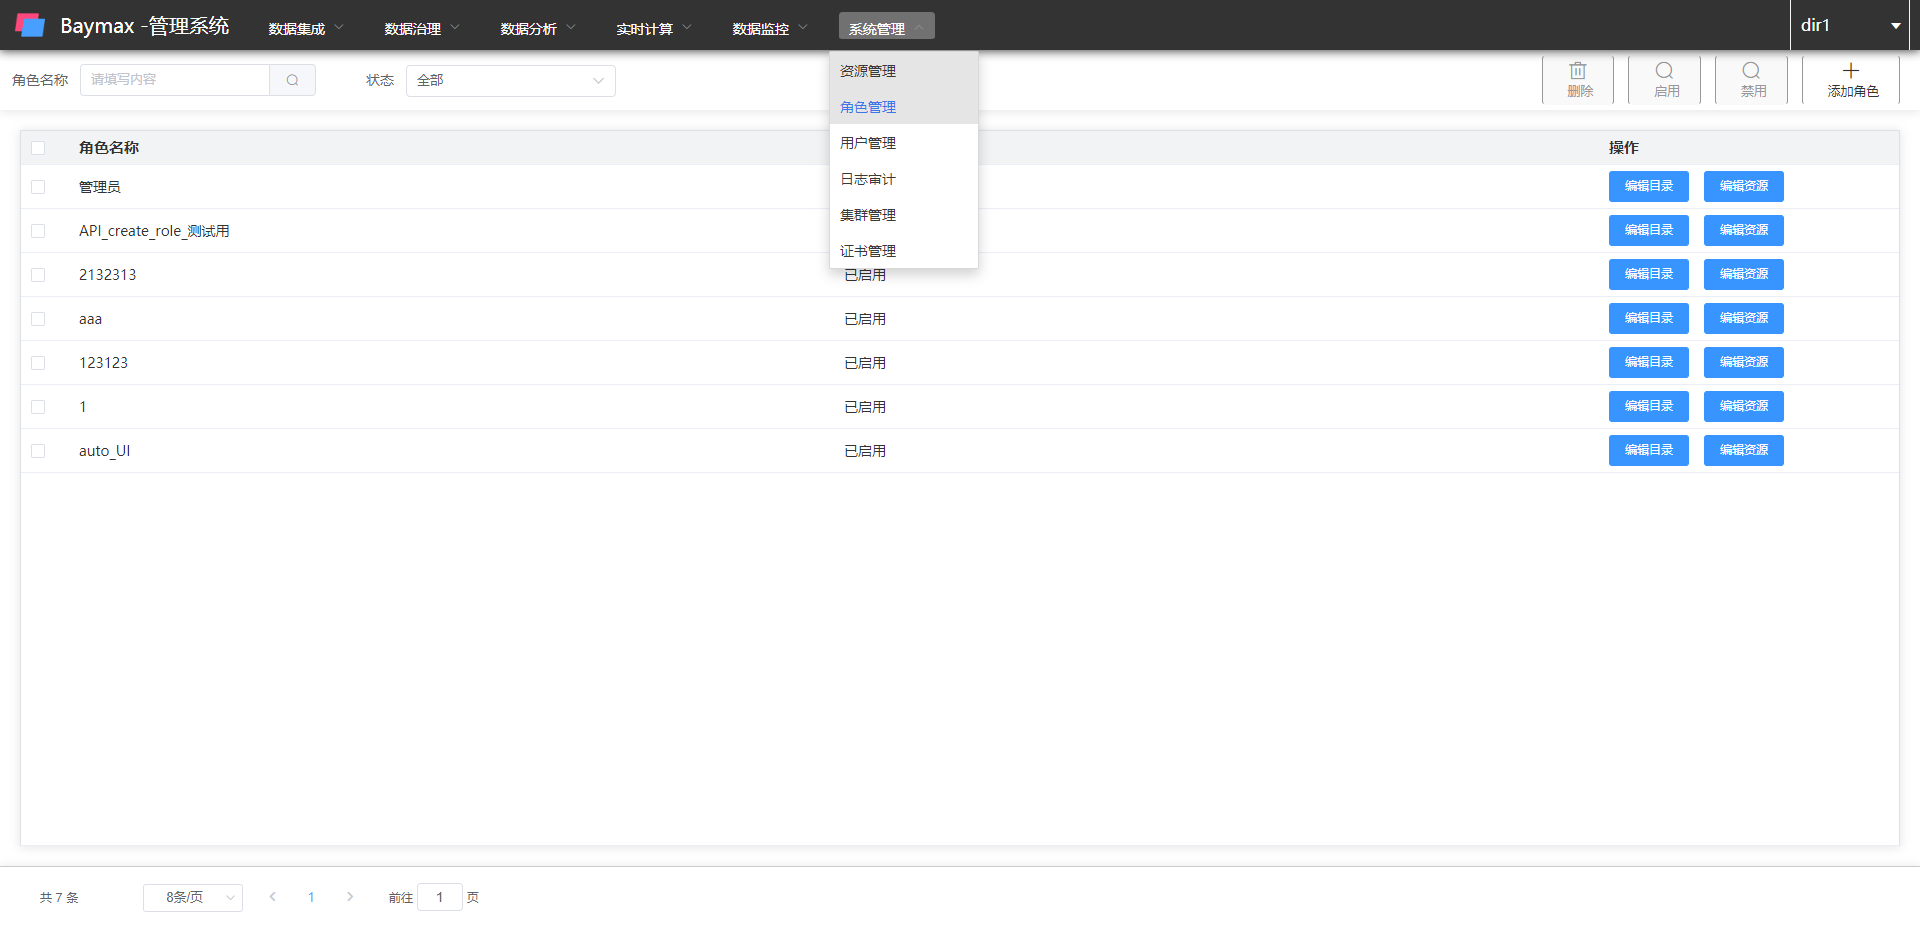 Baymax -管理系统 数据集成 数据治理 数据分析 实时计算 数据监控 系统管理 dir1
角色名称 请填写内容 状态 全部 删除 启用 禁用 添加角色
资源管理
角色管理
用户管理
日志审计
集群管理
证书管理
角色名称 操作
管理员 编辑目录 编辑资源
API_create_role_测试用 编辑目录 编辑资源
2132313 已启用 编辑目录 编辑资源
aaa 已启用 编辑目录 编辑资源
123123 已启用 编辑目录 编辑资源
1 已启用 编辑目录 编辑资源
auto_UI 已启用 编辑目录 编辑资源
共 7 条 8条/页 1 前往 1 页